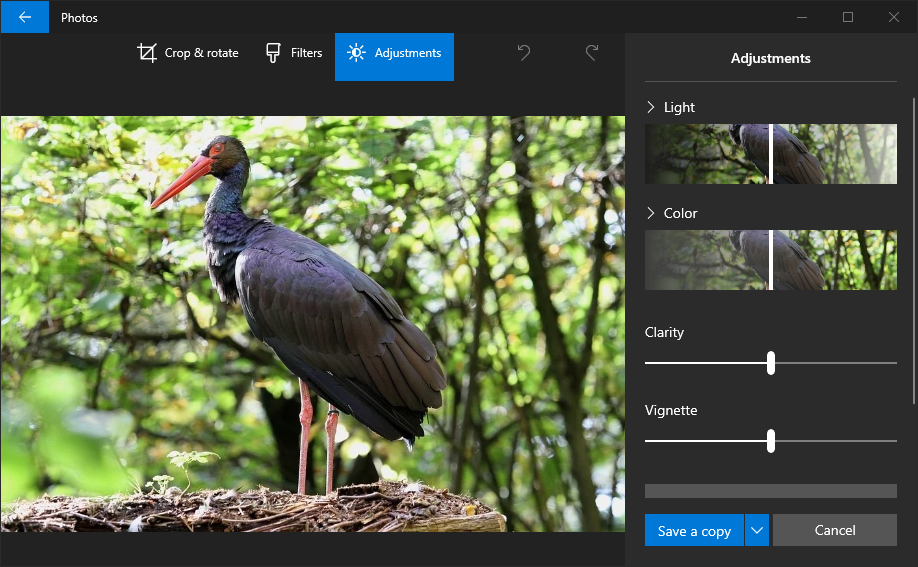 Photos
Crop & rotate
Filters
Adjustments
Adjustments
Light
Color
Clarity
Vignette
Save a copy
Cancel